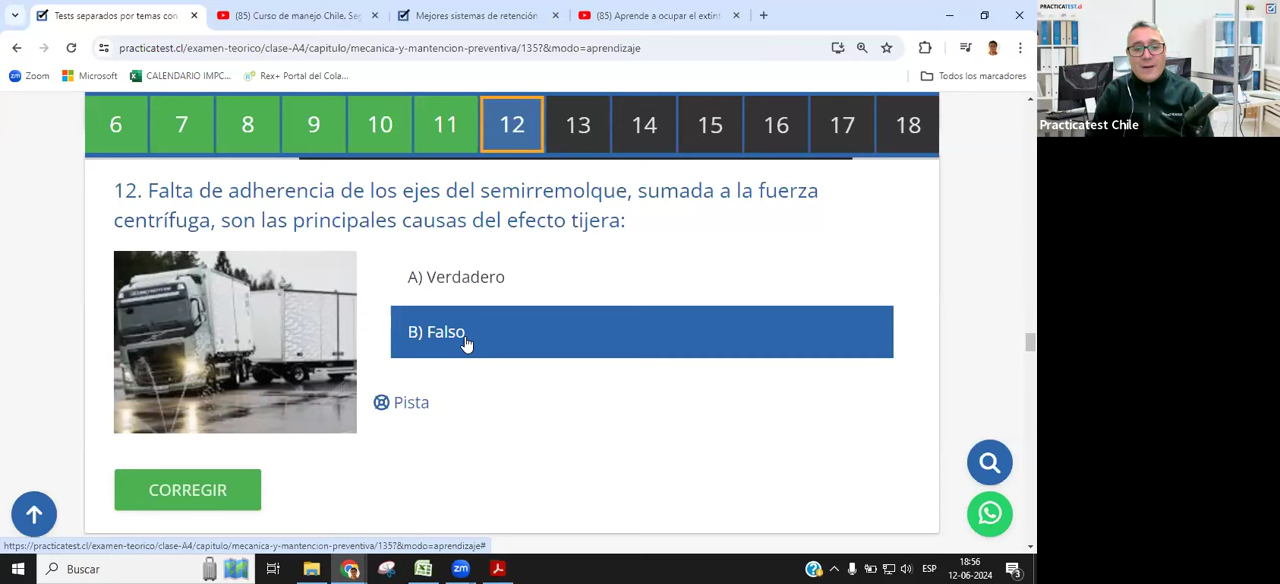 Tests separados por temas con
(85) Curso de manejo Chile: Seg
Mejores sistemas de retención
(85) Aprende a ocupar el extint
practicatest.cl/examen-teorico/clase-A4/capitulo/mecanica-y-mantencion-preventiva/135?&modo=aprendizaje
Zoom
Microsoft
CALENDARIO IMPC...
Rex+ Portal del Cola...
Todos los marcadores
PRACTICATEST.cl
Practicatest Chile
6 7 8 9 10 11 12 13 14 15 16 17 18
12. Falta de adherencia de los ejes del semirremolque, sumada a la fuerza
centrífuga, son las principales causas del efecto tijera:
A) Verdadero
B) Falso
Pista
CORREGIR
https://practicatest.cl/examen-teorico/clase-A4/capitulo/mecanica-y-mantencion-preventiva/135?&modo=aprendizaje#
Buscar
zm
ESP
18:56
12-06-2024
3